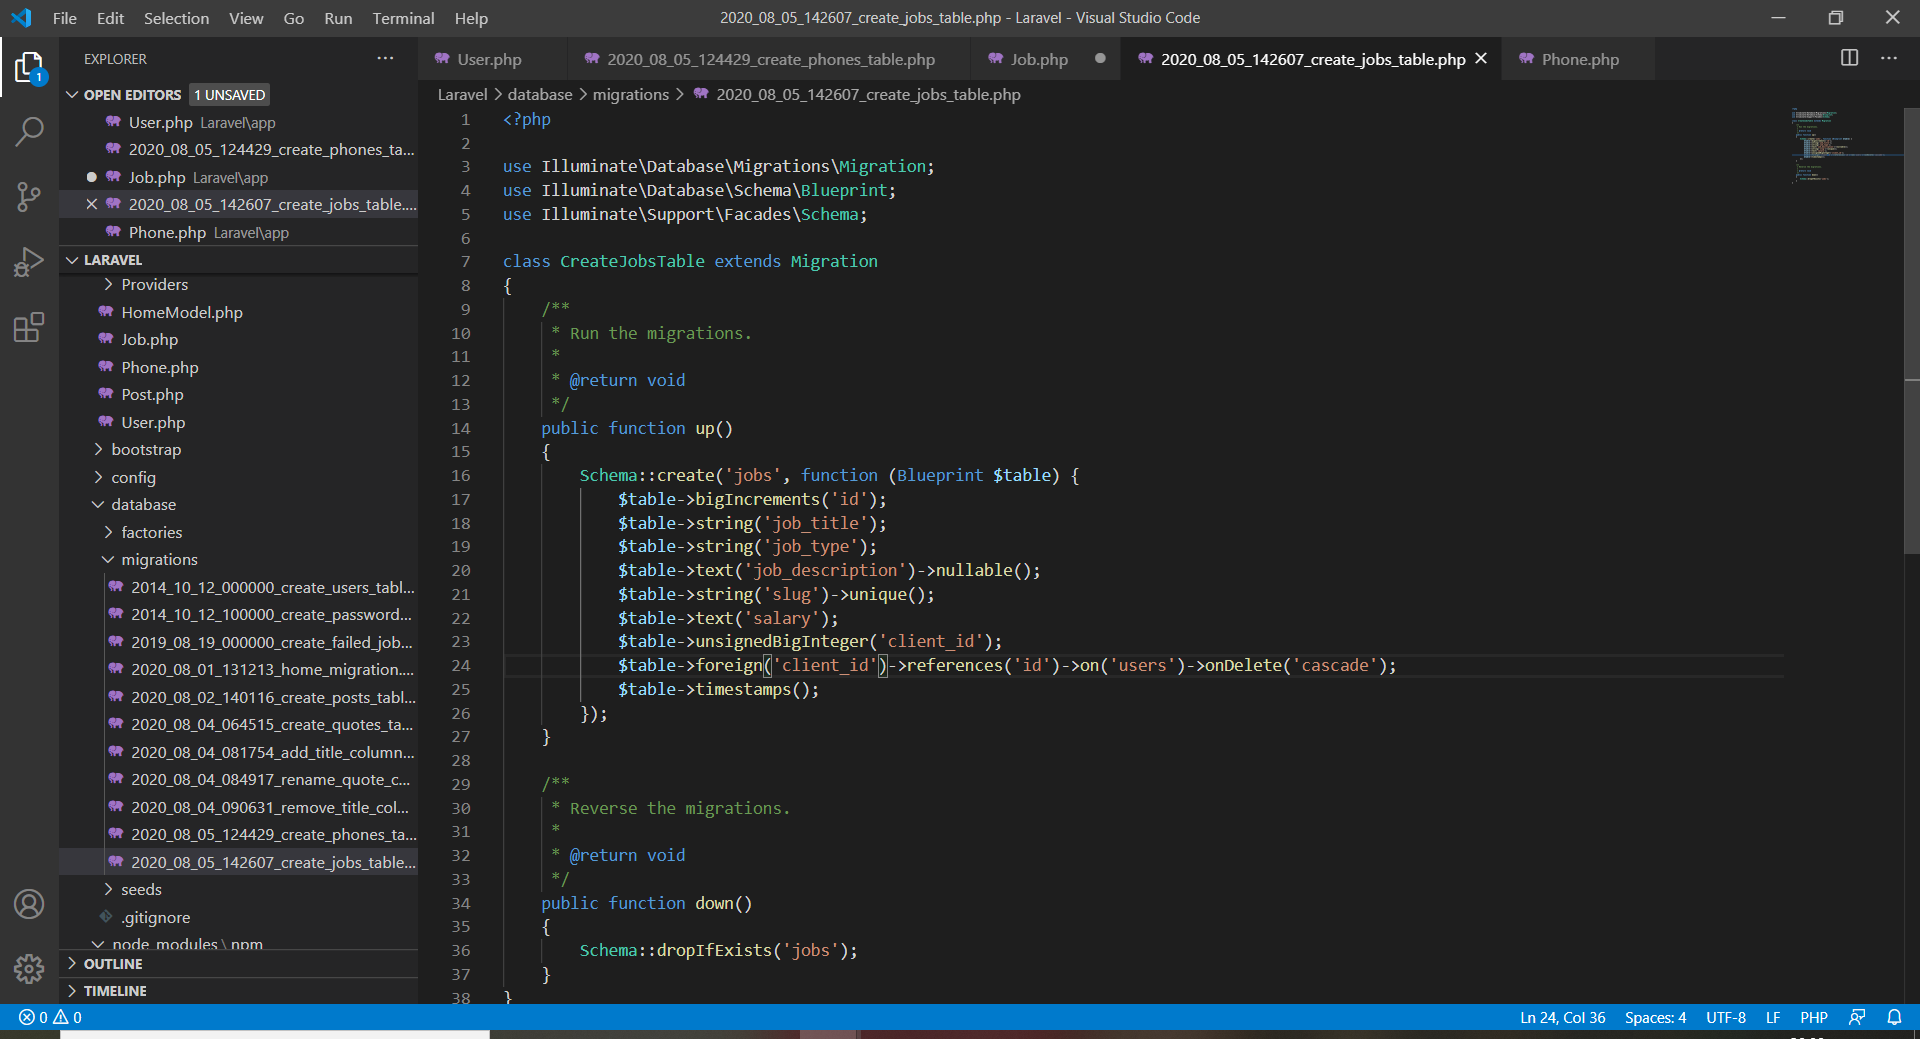 File Edit Selection View Go Run Terminal Help
2020_08_05_142607_create_jobs_table.php - Laravel - Visual Studio Code
EXPLORER
1
OPEN EDITORS 1 UNSAVED
User.php Laravel\app
2020_08_05_124429_create_phones_ta...
Job.php Laravel\app
2020_08_05_142607_create_jobs_table....
Phone.php Laravel\app
LARAVEL
Providers
HomeModel.php
Job.php
Phone.php
Post.php
User.php
bootstrap
config
database
factories
migrations
2014_10_12_000000_create_users_tabl...
2014_10_12_100000_create_password...
2019_08_19_000000_create_failed_job...
2020_08_01_131213_home_migration....
2020_08_02_140116_create_posts_tabl...
2020_08_04_064515_create_quotes_ta...
2020_08_04_081754_add_title_column...
2020_08_04_084917_rename_quote_c...
2020_08_04_090631_remove_title_col...
2020_08_05_124429_create_phones_ta...
2020_08_05_142607_create_jobs_table...
seeds
.gitignore
node_modules \ npm
OUTLINE
TIMELINE
User.php 2020_08_05_124429_create_phones_table.php Job.php 2020_08_05_142607_create_jobs_table.php Phone.php
Laravel > database > migrations > 2020_08_05_142607_create_jobs_table.php
1 <?php
2
3 use Illuminate\Database\Migrations\Migration;
4 use Illuminate\Database\Schema\Blueprint;
5 use Illuminate\Support\Facades\Schema;
6
7 class CreateJobsTable extends Migration
8 {
9 /**
10 * Run the migrations.
11 *
12 * @return void
13 */
14 public function up()
15 {
16 Schema::create('jobs', function (Blueprint $table) {
17 $table->bigIncrements('id');
18 $table->string('job_title');
19 $table->string('job_type');
20 $table->text('job_description')->nullable();
21 $table->string('slug')->unique();
22 $table->text('salary');
23 $table->unsignedBigInteger('client_id');
24 $table->foreign('client_id')->references('id')->on('users')->onDelete('cascade');
25 $table->timestamps();
26 });
27 }
28
29 /**
30 * Reverse the migrations.
31 *
32 * @return void
33 */
34 public function down()
35 {
36 Schema::dropIfExists('jobs');
37 }
38 }
0 0
Ln 24, Col 36 Spaces: 4 UTF-8 LF PHP